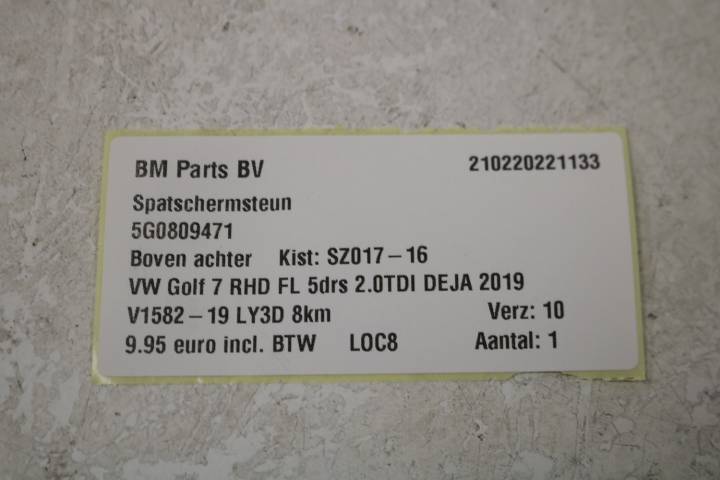 BM Parts BV 210220221133
Spatschermsteun
5G0809471
Boven achter Kist: SZ017-16
VW Golf 7 RHD FL 5drs 2.0TDI DEJA 2019
V1582-19 LY3D 8km Verz: 10
9.95 euro incl. BTW LOC8 Aantal: 1